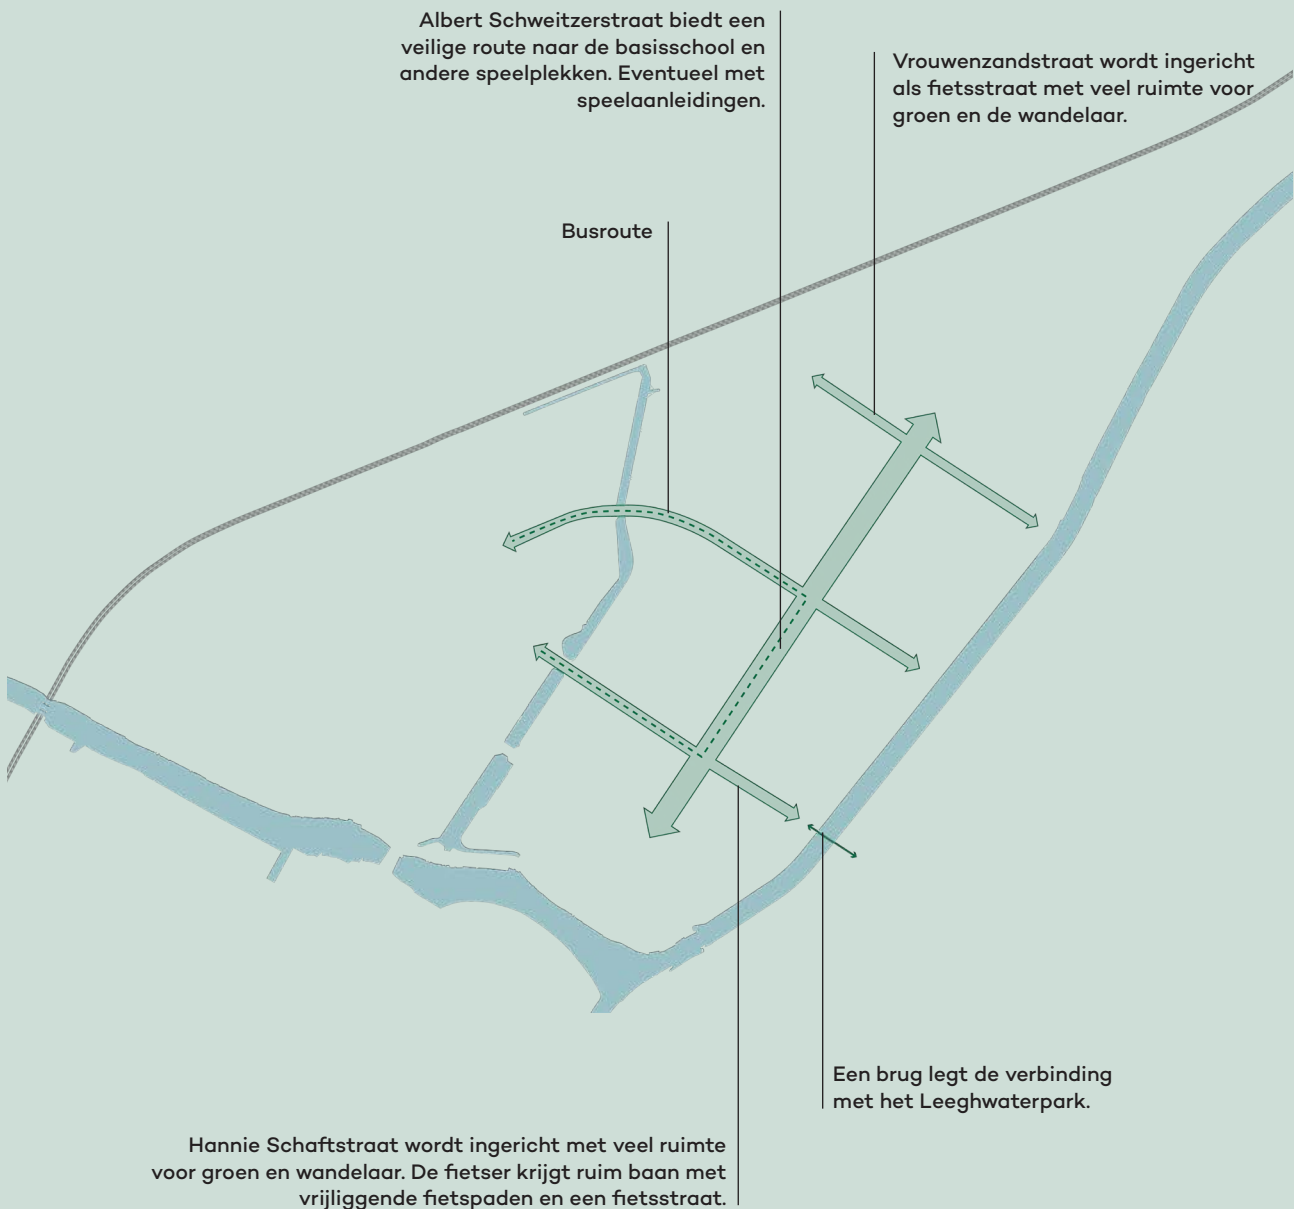 Albert Schweitzerstraat biedt een
veilige route naar de basisschool en
andere speelplekken. Eventueel met
speelaanleidingen.
Vrouwenzandstraat wordt ingericht
als fietsstraat met veel ruimte voor
groen en de wandelaar.
Busroute
Een brug legt de verbinding
met het Leeghwaterpark.
Hannie Schaftstraat wordt ingericht met veel ruimte
voor groen en wandelaar. De fietser krijgt ruim baan met
vrijliggende fietspaden en een fietsstraat.